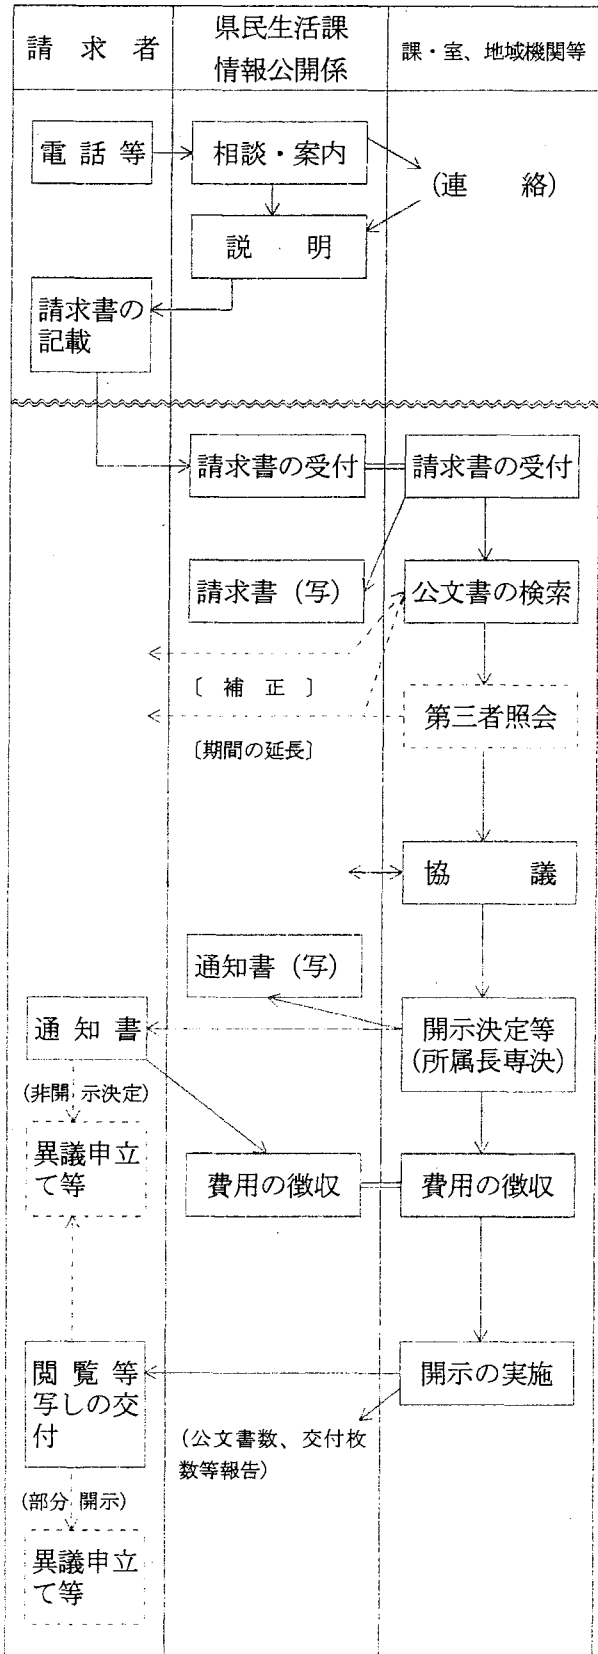 請求者
県民生活課
情報公開係
課・室、地域機関等
電話等
相談・案内
(連絡)
説明
請求書の
記載
請求書の受付
請求書の受付
請求書(写)
公文書の検索
〔補正〕
第三者照会
〔期間の延長〕
協議
通知書(写)
通知書
開示決定等
(所属長専決)
(非開示決定)
異議申立
て等
費用の徴収
費用の徴収
閲覧等
写しの交
付
開示の実施
(公文書数、交付枚
数等報告)
(部分開示)
異議申立
て等